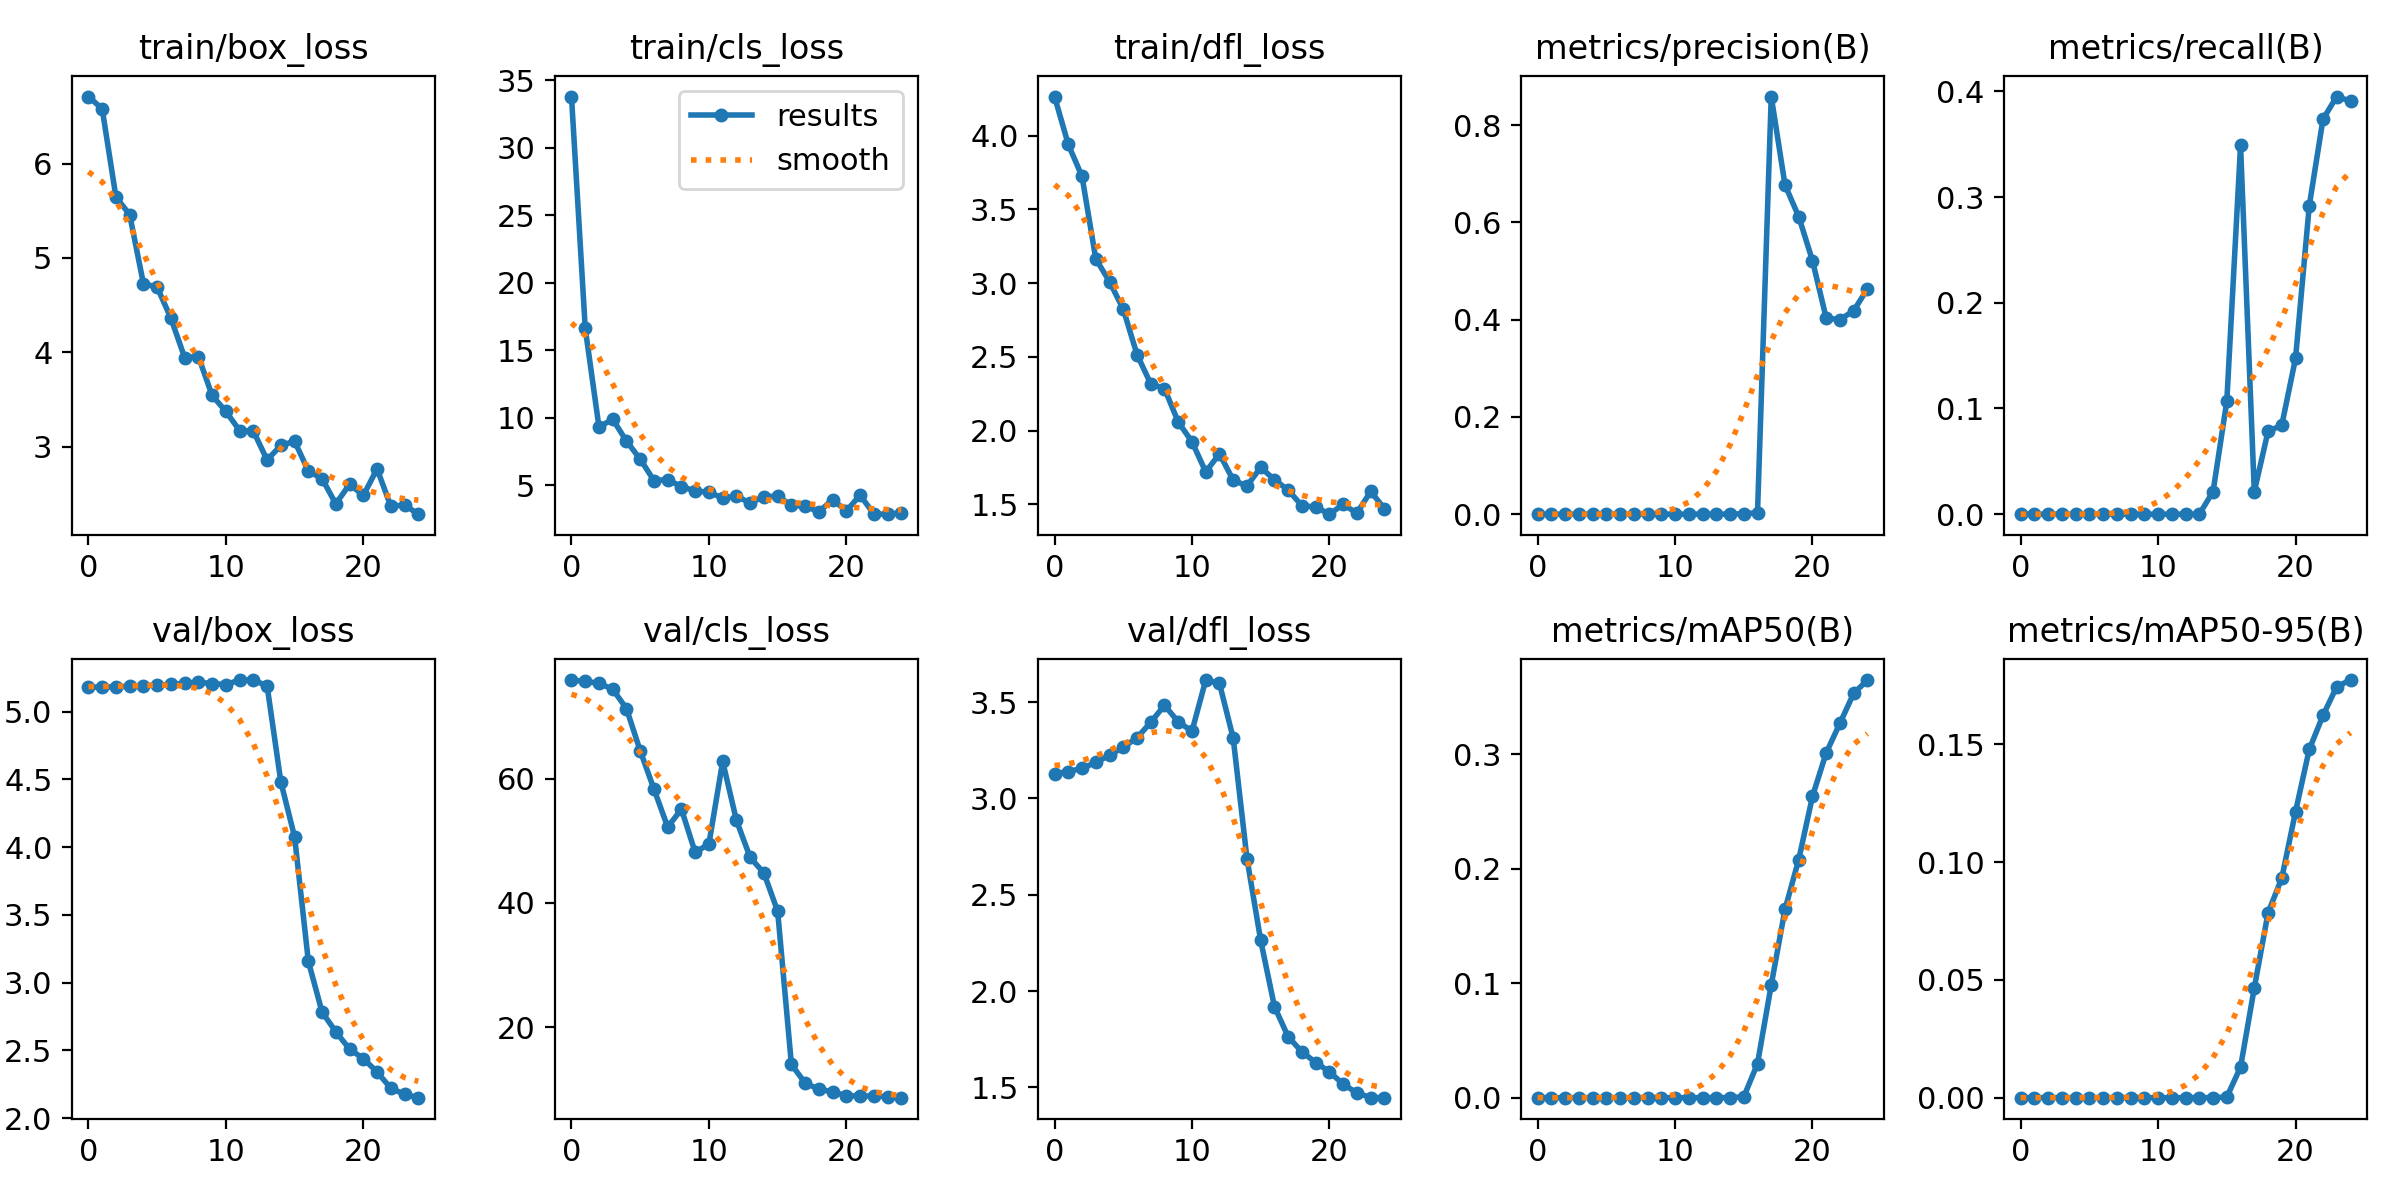 train/box_loss
train/cls_loss
train/dfl_loss
metrics/precision(B)
metrics/recall(B)
6
5
4
3
0 10 20
35
30
25
20
15
10
5
0 10 20
results
smooth
4.0
3.5
3.0
2.5
2.0
1.5
0 10 20
0.8
0.6
0.4
0.2
0.0
0 10 20
0.4
0.3
0.2
0.1
0.0
0 10 20
val/box_loss
val/cls_loss
val/dfl_loss
metrics/mAP50(B)
metrics/mAP50-95(B)
5.0
4.5
4.0
3.5
3.0
2.5
2.0
0 10 20
60
40
20
0 10 20
3.5
3.0
2.5
2.0
1.5
0 10 20
0.3
0.2
0.1
0.0
0 10 20
0.15
0.10
0.05
0.00
0 10 20